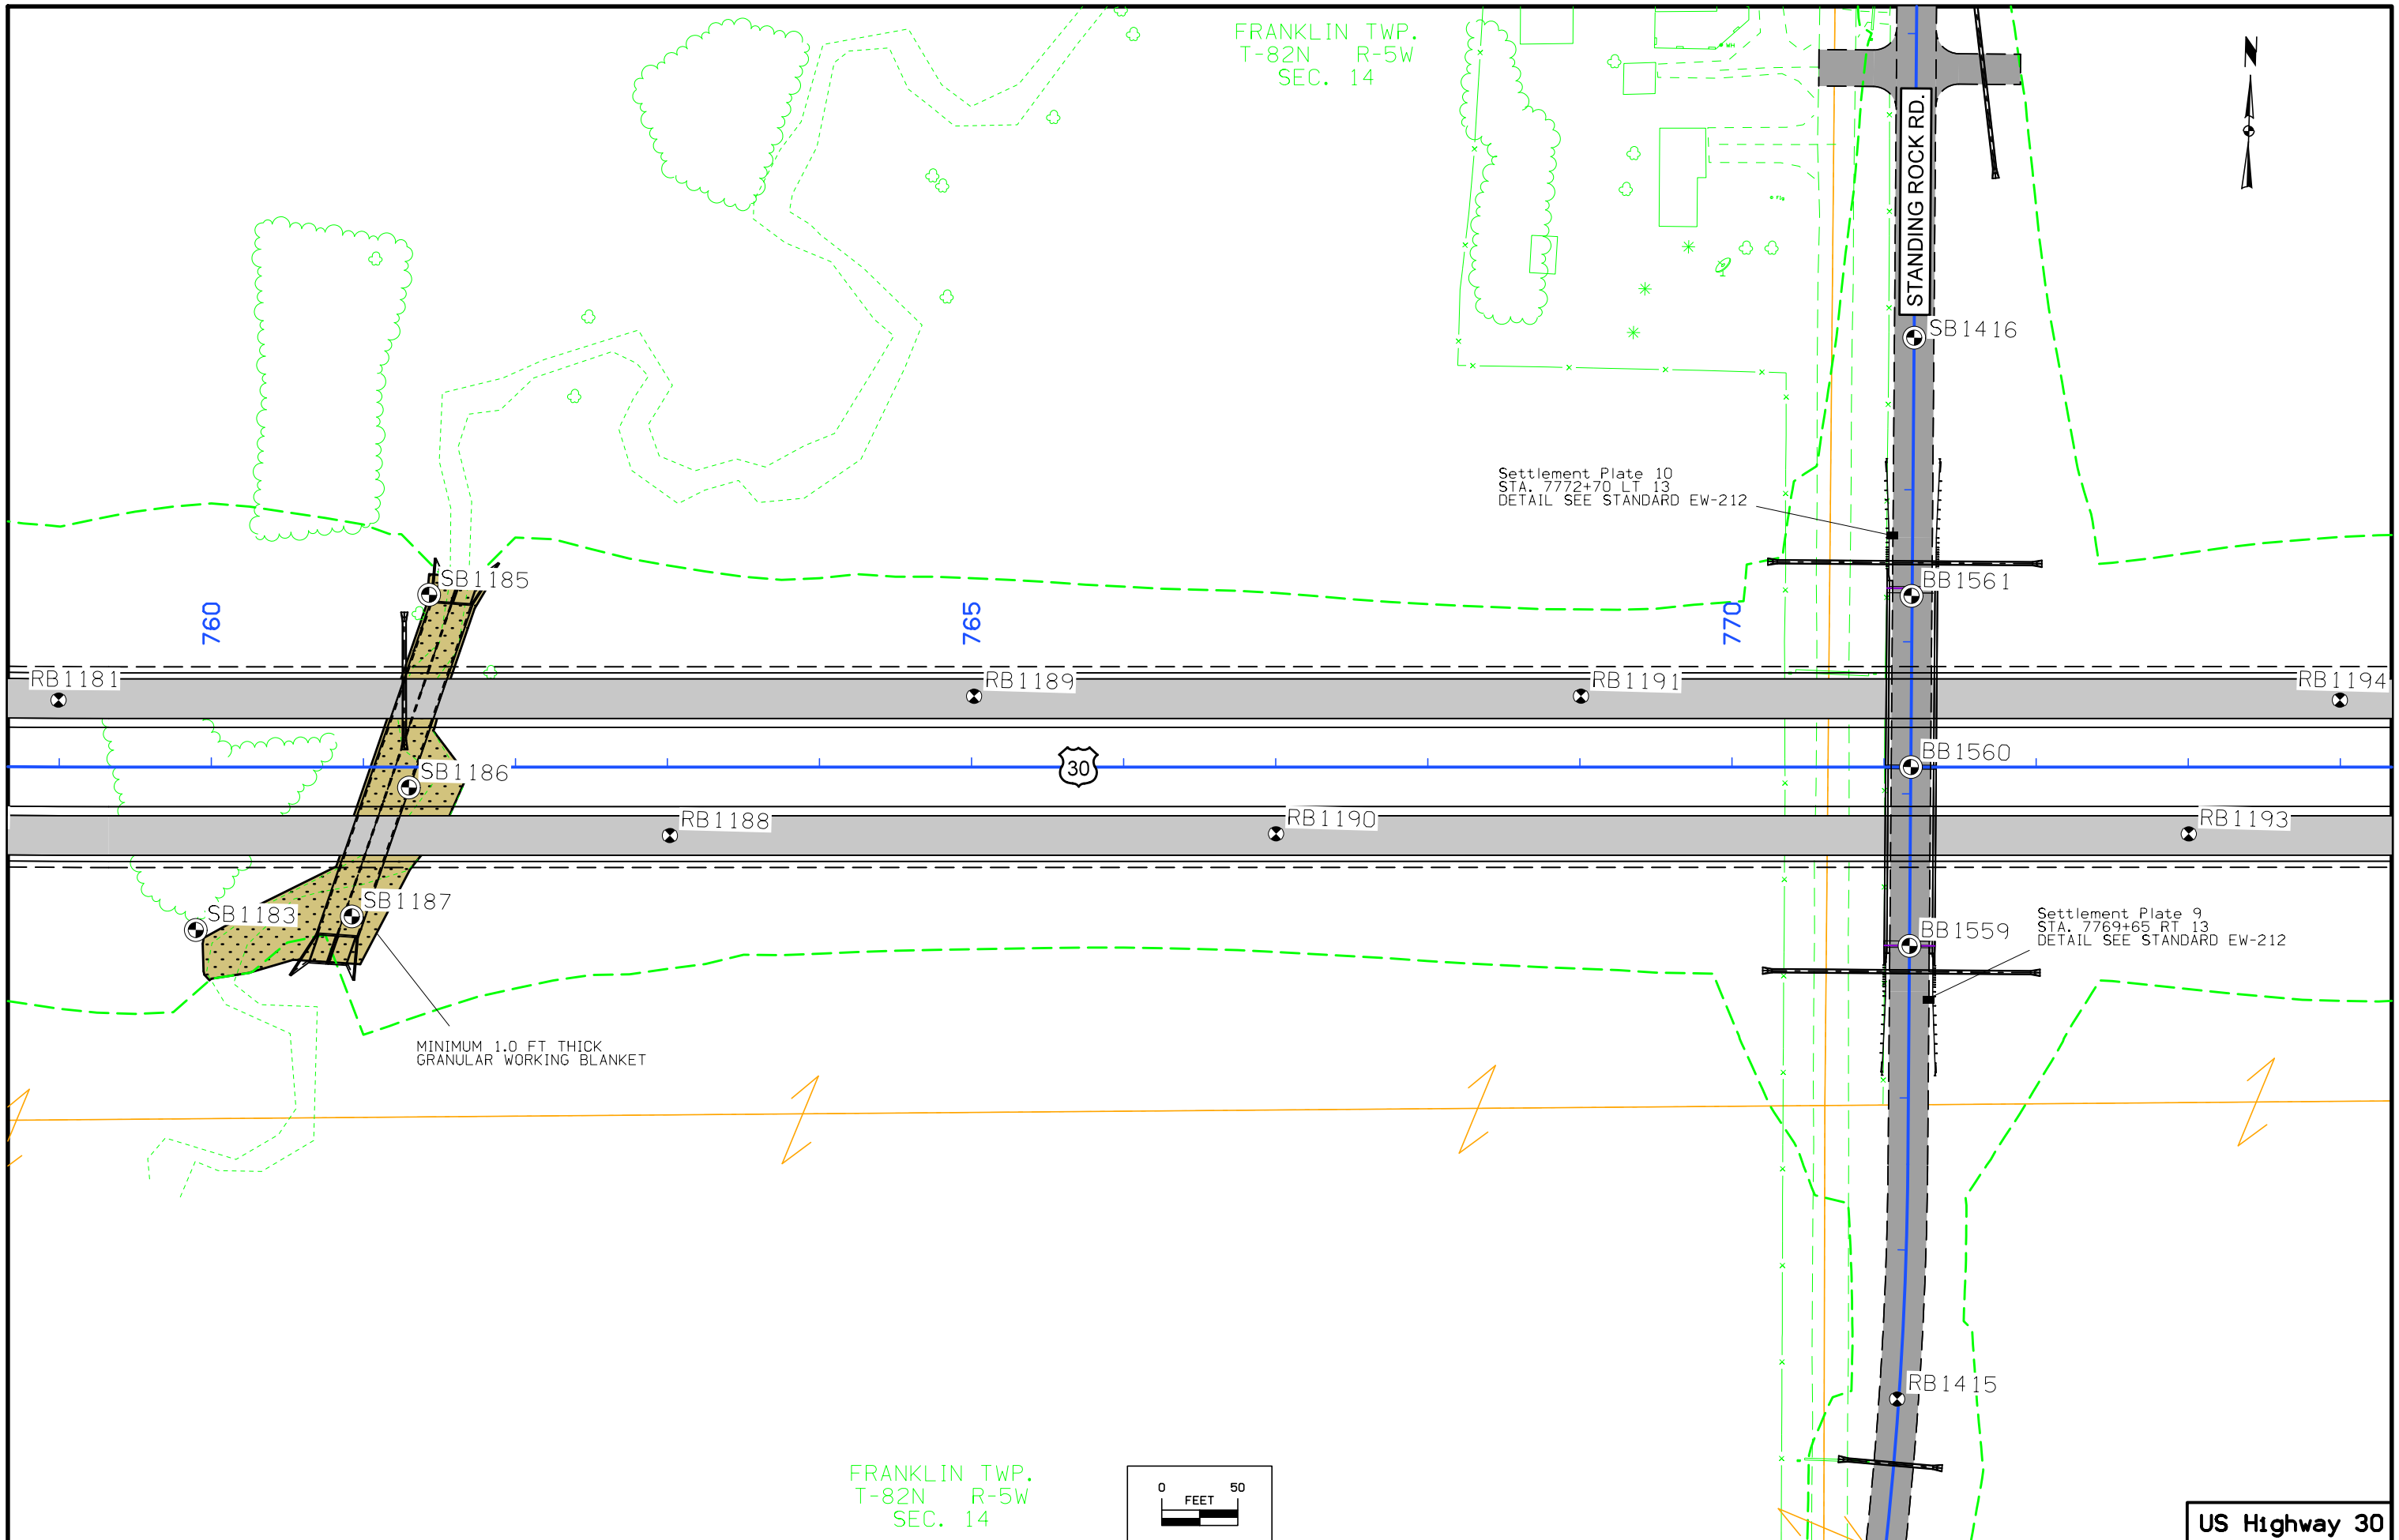 FRANKLIN TWP.
T-82N R-5W
SEC. 14
N
WH
STANDING ROCK RD.
SB1416
Settlement Plate 10
STA. 7772+70 LT 13
DETAIL SEE STANDARD EW-212
SB1185
BB1561
760
765
770
RB1181
RB1189
RB1191
RB1194
SB1186
30
BB1560
RB1188
RB1190
RB1193
SB1183
SB1187
Settlement Plate 9
STA. 7769+65 RT 13
DETAIL SEE STANDARD EW-212
BB1559
MINIMUM 1.0 FT THICK
GRANULAR WORKING BLANKET
RB1415
FRANKLIN TWP.
T-82N R-5W
SEC. 14
0 50
FEET
US Highway 30